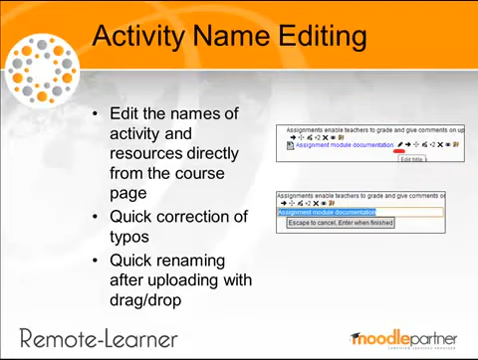 Activity Name Editing
• Edit the names of
activity and
resources directly
from the course
page
• Quick correction of
typos
• Quick renaming
after uploading with
drag/drop
Assignments enable teachers to grade and give comments on up
Assignment module documentation
Edit title
Assignments enable teachers to grade and give comments or
Assignment module documentation
Escape to cancel, Enter when finished
Remote-Learner
moodlepartner